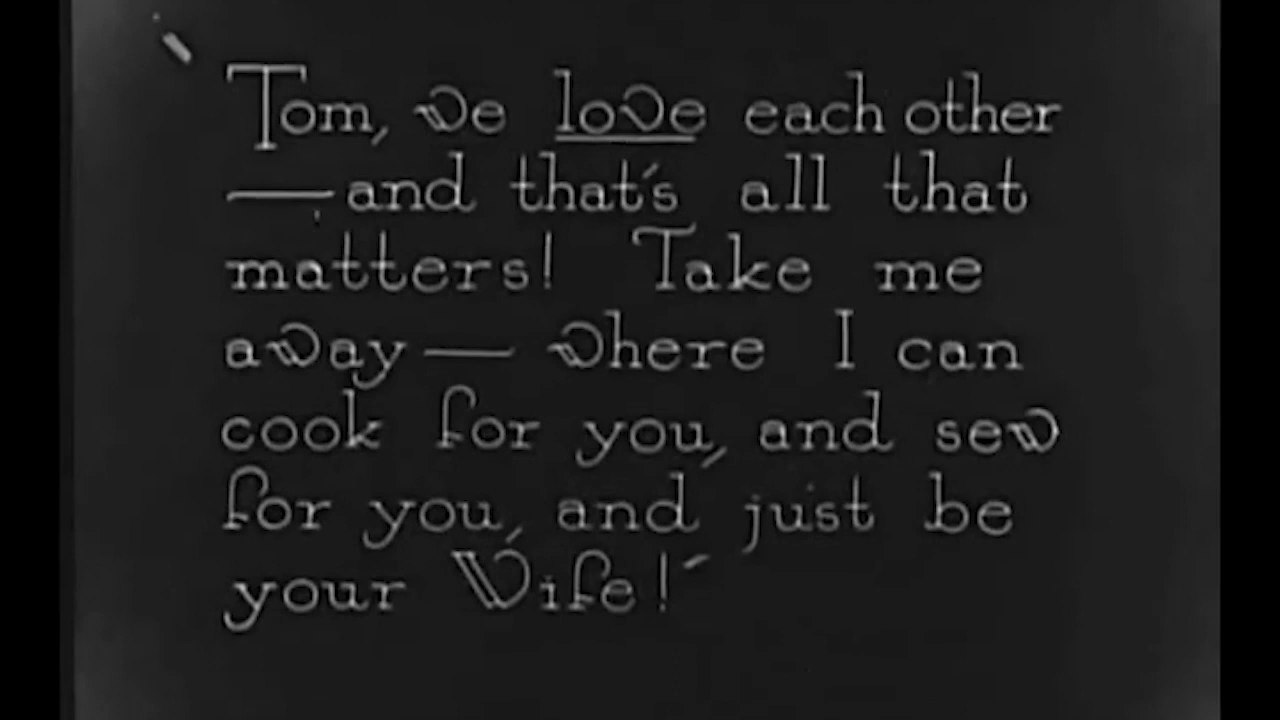 Tom, we love each other
—and that's all that
matters! Take me
away — where I can
cook for you, and sew
for you, and just be
your Wife!'